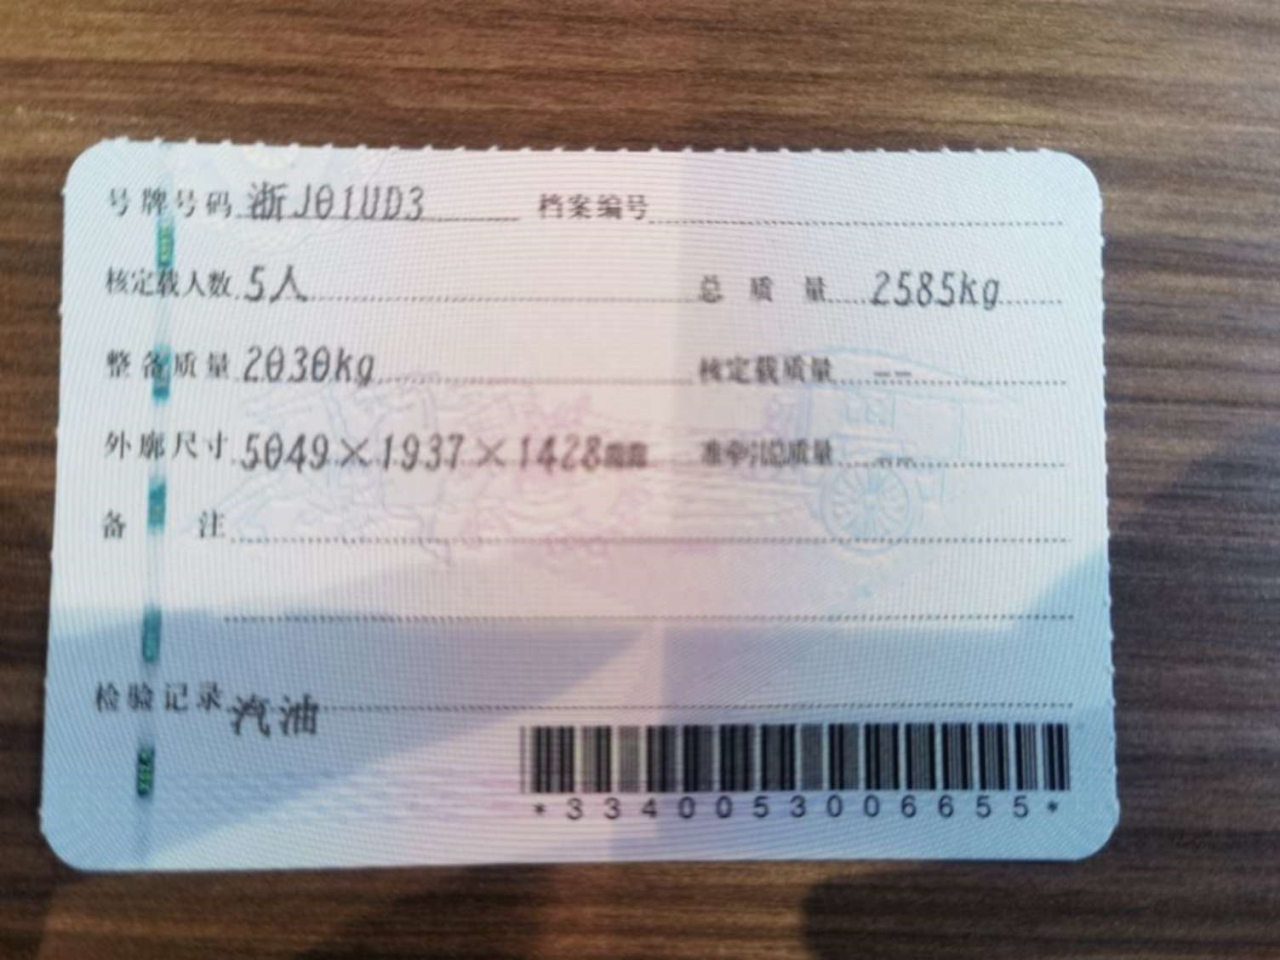 号牌号码 浙J01UD3 档案编号
核定载人数 5人 总质量 2585kg
整备质量 2030kg 核定载质量 --
外廓尺寸 5049×1937×1428mm 准牵引总质量 --
备注
检验记录 汽油
*3340053006655*